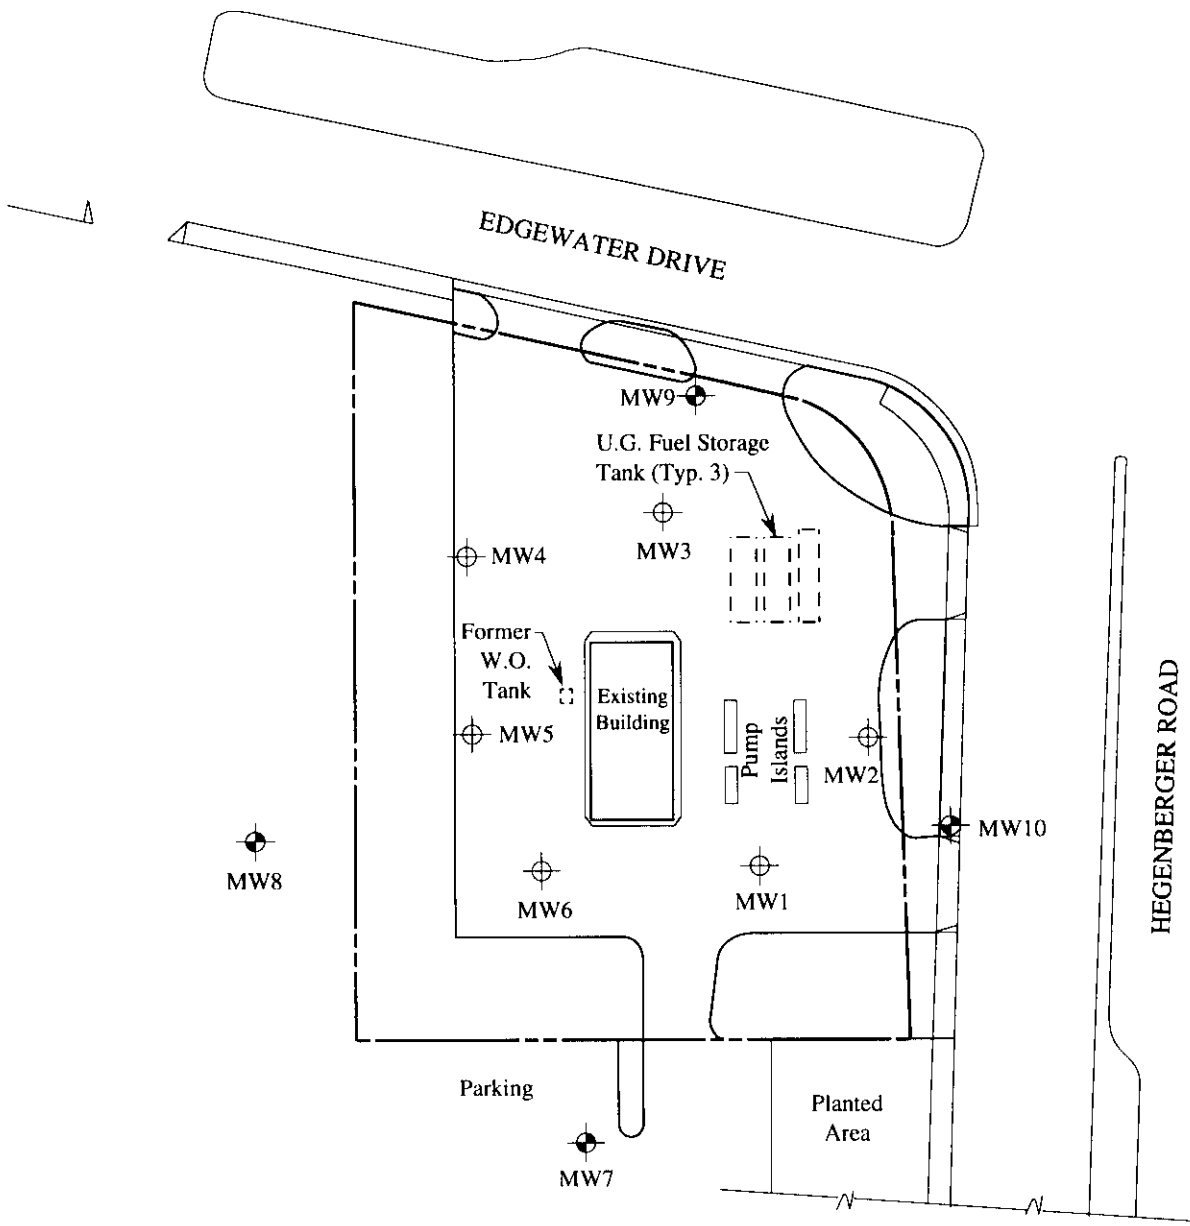 EDGEWATER DRIVE
MW9
U.G. Fuel Storage
Tank (Typ. 3)
MW3
MW4
Former
W.O.
Tank
Existing
Building
MW5
Pump
Islands
MW2
HEGENBERGER ROAD
MW10
MW8
MW6
MW1
Parking
Planted
Area
MW7